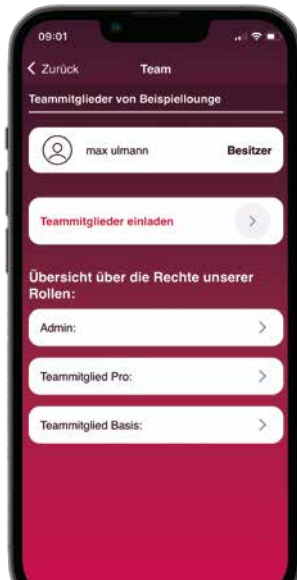 09:01
Zurück Team
Teammitglieder von Beispiellounge
max ulmann Besitzer
Teammitglieder einladen
Übersicht über die Rechte unserer
Rollen:
Admin:
Teammitglied Pro:
Teammitglied Basis: